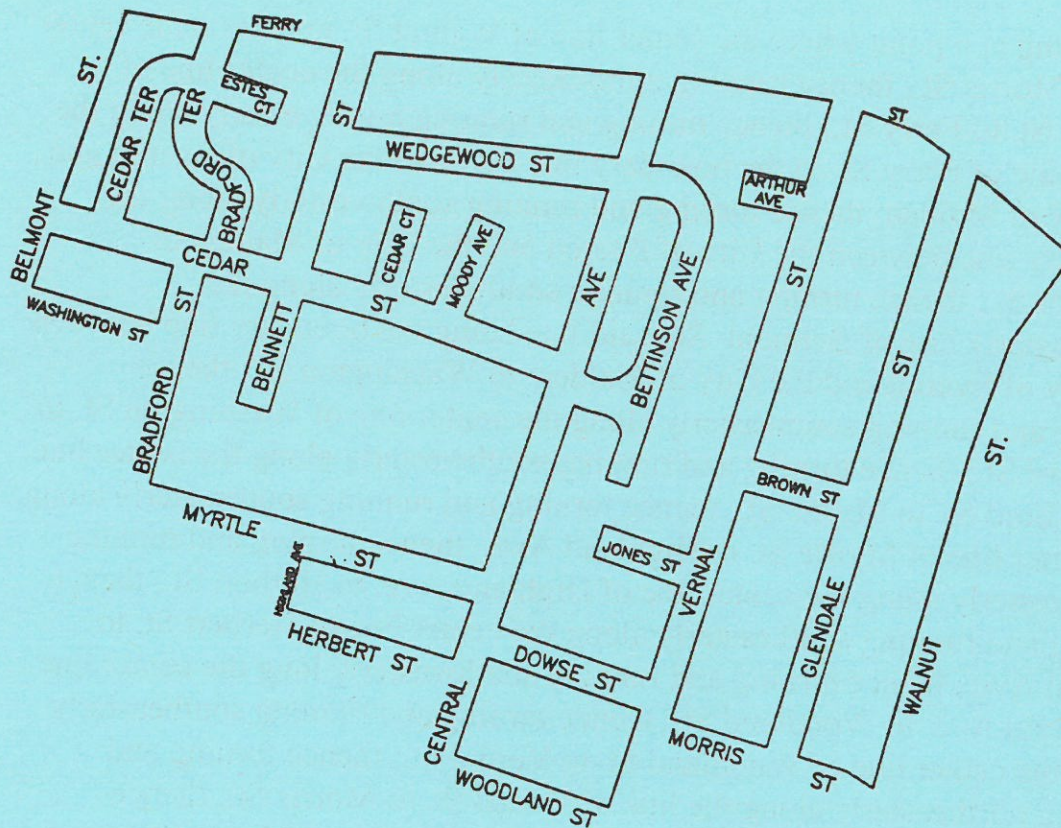 FERRY
ST.
ST
ESTES
CT
CEDAR TER
BRADFORD
TER
ST
WEDGEWOOD ST
ARTHUR
AVE
BELMONT
CEDAR
ST
CEDAR CT
MOODY AVE
AVE
BETTINSON AVE
ST
ST
WASHINGTON ST
ST
BENNETT
BRADFORD
MYRTLE
ST
HIGHLAND AVE
HERBERT ST
BROWN ST
JONES ST
VERNAL
ST.
GLENDALE
WALNUT
DOWSE ST
CENTRAL
WOODLAND ST
MORRIS
ST